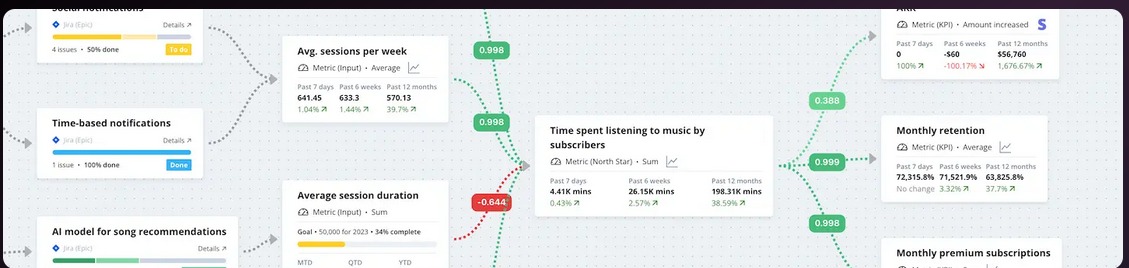 Social notifications
Jira (Epic) Details ↗
4 issues • 50% done To do
Time-based notifications
Jira (Epic) Details ↗
1 issue • 100% done Done
AI model for song recommendations
Jira (Epic) Details ↗
Avg. sessions per week
Metric (Input) • Average
Past 7 days Past 6 weeks Past 12 months
641.45 633.3 570.13
1.04% ↗ 1.44% ↗ 39.7% ↗
Average session duration
Metric (Input) • Sum
Goal • 50,000 for 2023 • 34% complete
MTD QTD YTD
0.998
0.998
-0.644
Time spent listening to music by
subscribers
Metric (North Star) • Sum
Past 7 days Past 6 weeks Past 12 months
4.41K mins 26.15K mins 198.31K mins
0.43% ↗ 2.57% ↗ 38.59% ↗
0.388
0.999
0.998
ARR
Metric (KPI) • Amount increased S
Past 7 days Past 6 weeks Past 12 months
0 -$60 $56,760
100% ↗ -100.17% ↘ 1,676.67% ↗
Monthly retention
Metric (KPI) • Average
Past 7 days Past 6 weeks Past 12 months
72,315.8% 71,521.9% 63,825.8%
No change 3.32% ↗ 37.7% ↗
Monthly premium subscriptions